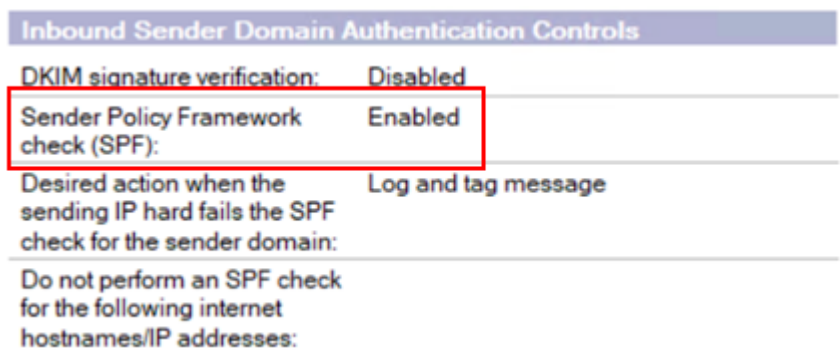 Inbound Sender Domain Authentication Controls
DKIM signature verification: Disabled
Sender Policy Framework Enabled
check (SPF):
Desired action when the Log and tag message
sending IP hard fails the SPF
check for the sender domain:
Do not perform an SPF check
for the following internet
hostnames/IP addresses: